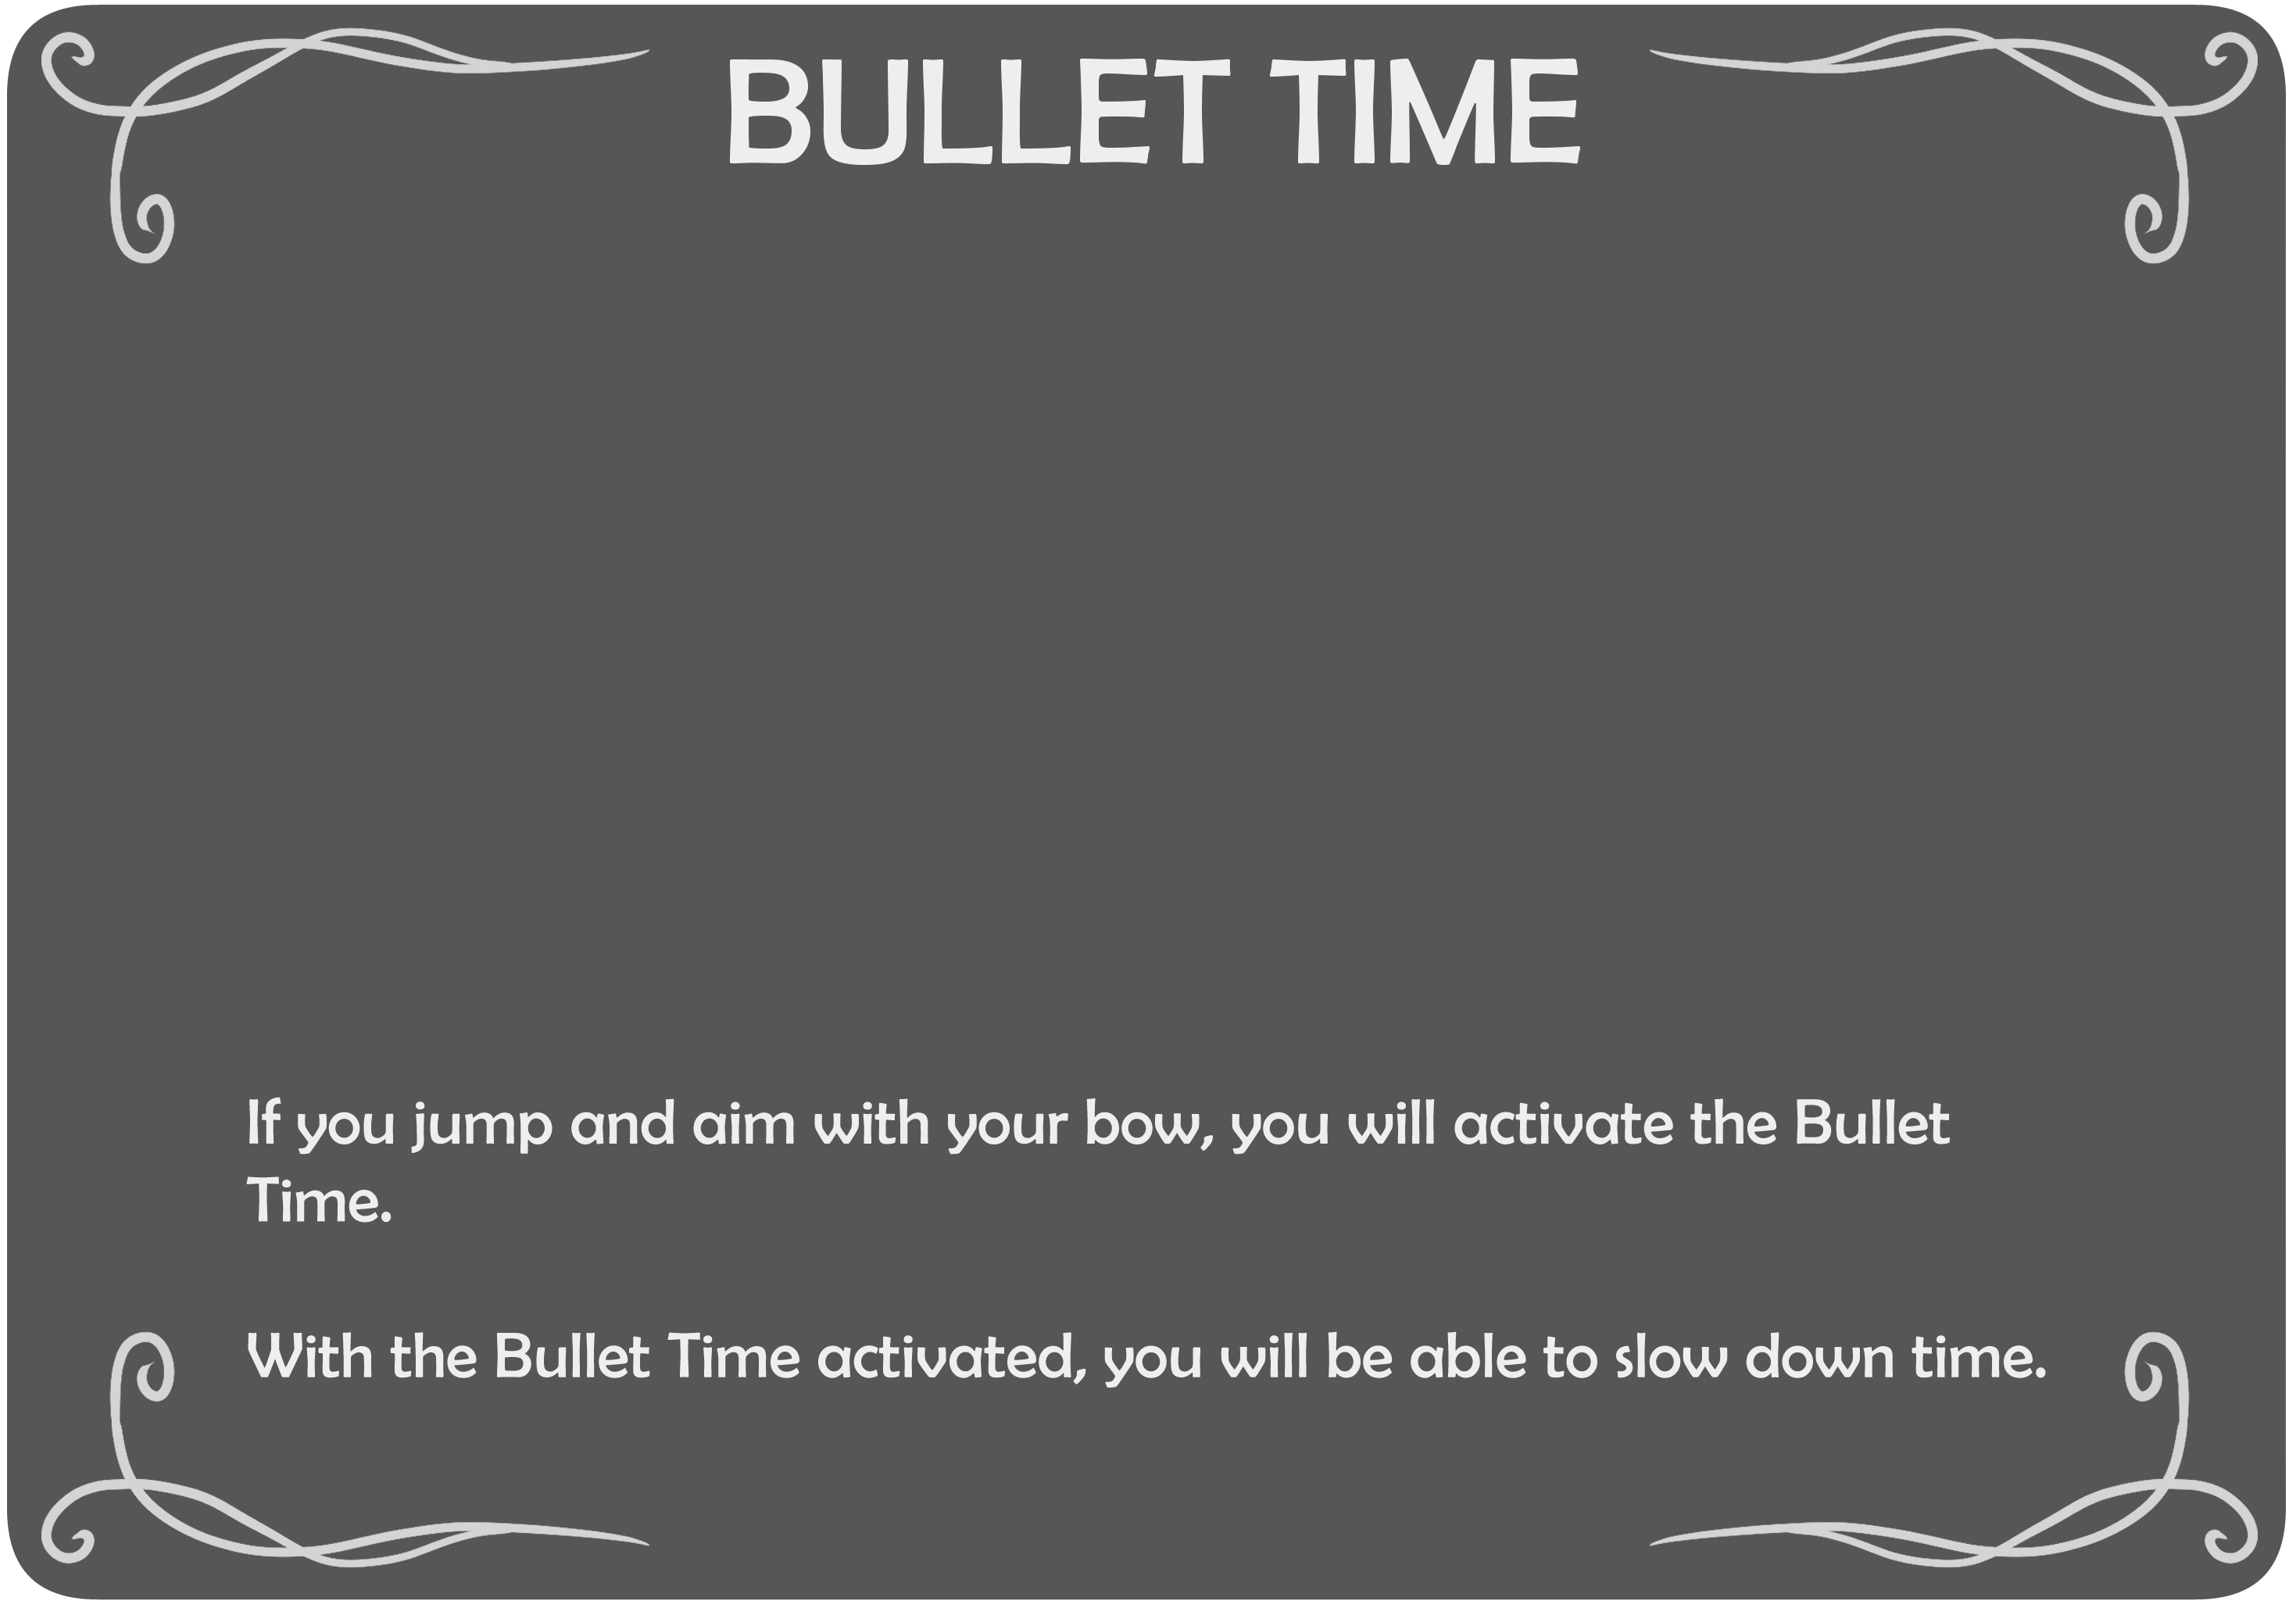 BULLET TIME
If you jump and aim with your bow, you will activate the Bullet
Time.
With the Bullet Time activated, you will be able to slow down time.